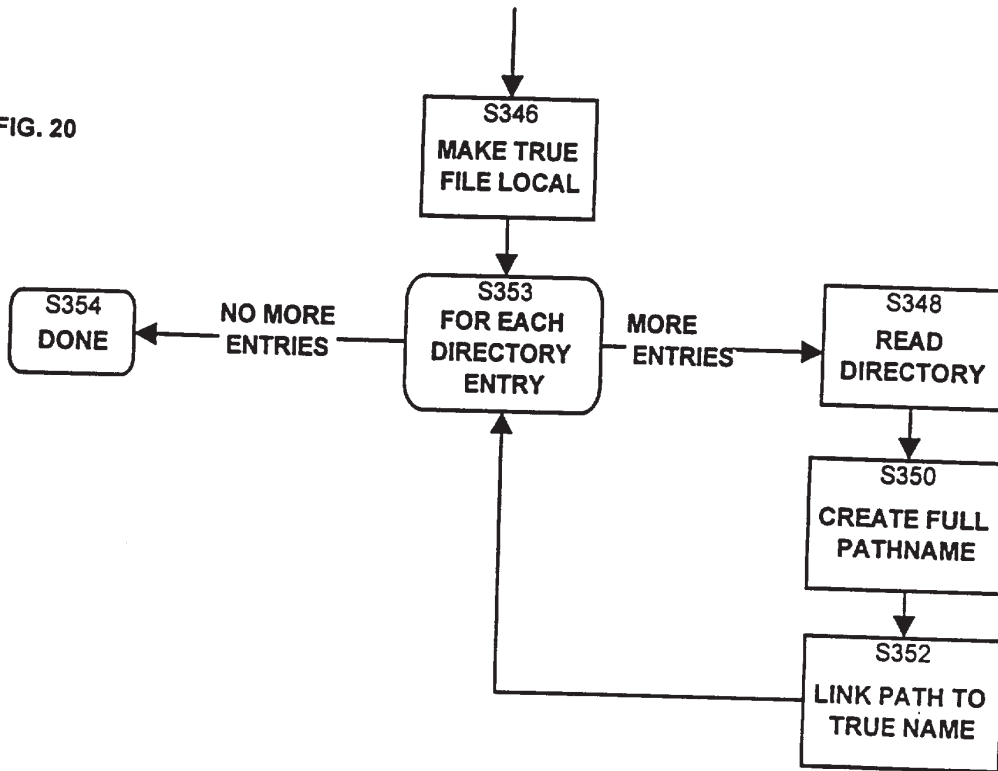 FIG. 20
S346
MAKE TRUE
FILE LOCAL
S354
DONE
NO MORE
ENTRIES
S353
FOR EACH
DIRECTORY
ENTRY
MORE
ENTRIES
S348
READ
DIRECTORY
S350
CREATE FULL
PATHNAME
S352
LINK PATH TO
TRUE NAME